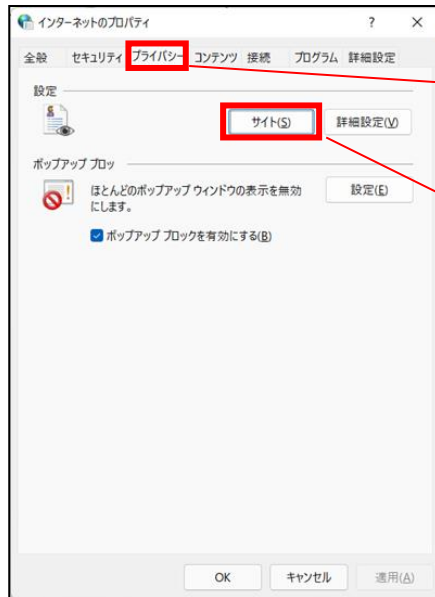 インターネットのプロパティ ? ×
全般 セキュリティ プライバシー コンテンツ 接続 プログラム 詳細設定
設定
サイト(S) 詳細設定(V)
ポップアップ ブロッ
ほとんどのポップアップ ウィンドウの表示を無効にします。 設定(E)
ポップアップ ブロックを有効にする(B)
OK キャンセル 適用(A)